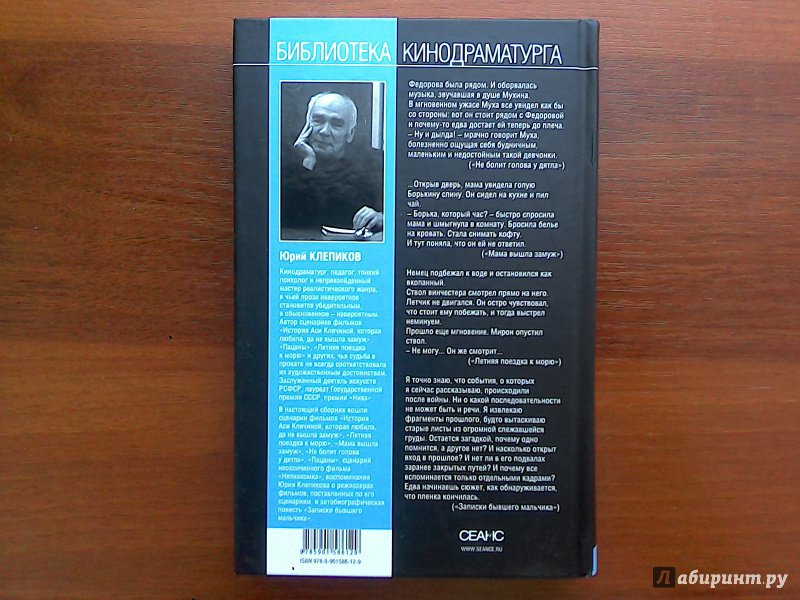 БИБЛИОТЕКА КИНОДРАМАТУРГА
Юрий КЛЕПИКОВ
Кинодраматург, педагог, тонкий
психолог и непревзойденный
мастер реалистического жанра,
в чьей прозе невероятное
становится убедительным,
а обыкновенное – невероятным.
Автор сценариев фильмов
«История Аси Клячиной, которая
любила, да не вышла замуж»,
«Пацаны», «Летняя поездка
к морю» и других, чья судьба в
прокате не всегда соответствовала
их художественным достоинствам.
Заслуженный деятель искусств
РСФСР, лауреат Государственной
премии СССР, премии «Ника».
В настоящий сборник вошли
сценарии фильмов «История
Аси Клячиной, которая любила,
да не вышла замуж», «Летняя
поездка к морю», «Мама вышла
замуж», «Не болит голова
у дятла», «Пацаны», сценарий
неоконченного фильма
«Незнакомка», воспоминания
Юрия Клепикова о режиссерах
фильмов, поставленных по его
сценариям, и автобиографическая
повесть «Записки бывшего
мальчика»
9785901586129
ISBN 978-5-901586-12-9
Федорова была рядом. И оборвалась
музыка, звучавшая в душе Мухина.
В мгновенном ужасе Муха все увидел как бы
со стороны: вот он стоит рядом с Федоровой
и почему-то едва достает ей теперь до плеча.
– Ну и дылда! – мрачно говорит Муха,
болезненно ощущая себя будничным,
маленьким и недостойным такой девчонки.
(«Не болит голова у дятла»)
...Открыв дверь, мама увидела голую
Борькину спину. Он сидел на кухне и пил
чай.
– Борька, который час? – быстро спросила
мама и шмыгнула в комнату. Бросила белье
на кровать. Стала снимать кофту.
И тут поняла, что он ей не ответил.
(«Мама вышла замуж»)
Немец подбежал к воде и остановился как
вкопанный.
Ствол винчестера смотрел прямо на него.
Летчик не двигался. Он остро чувствовал,
что стоит ему побежать, и тогда выстрел
неминуем.
Прошло еще мгновение. Мирон опустил
ствол.
– Не могу... Он же смотрит...
(«Летняя поездка к морю»)
Я точно знаю, что события, о которых
я сейчас рассказываю, происходили
после войны. Ни о какой последовательности
не может быть и речи. Я извлекаю
фрагменты прошлого, будто вытаскиваю
старые листы из огромной слежавшейся
груды. Остается загадкой, почему одно
помнится, а другое нет? И насколько открыт
вход в прошлое? И нет ли в его подвалах
заранее закрытых путей? И почему все
вспоминается только отдельными кадрами?
Едва начинаешь сюжет, как обнаруживается,
что пленка кончилась.
(«Записки бывшего мальчика»)
СЕАНС
WWW.SEANCE.RU
Лабиринт.ру